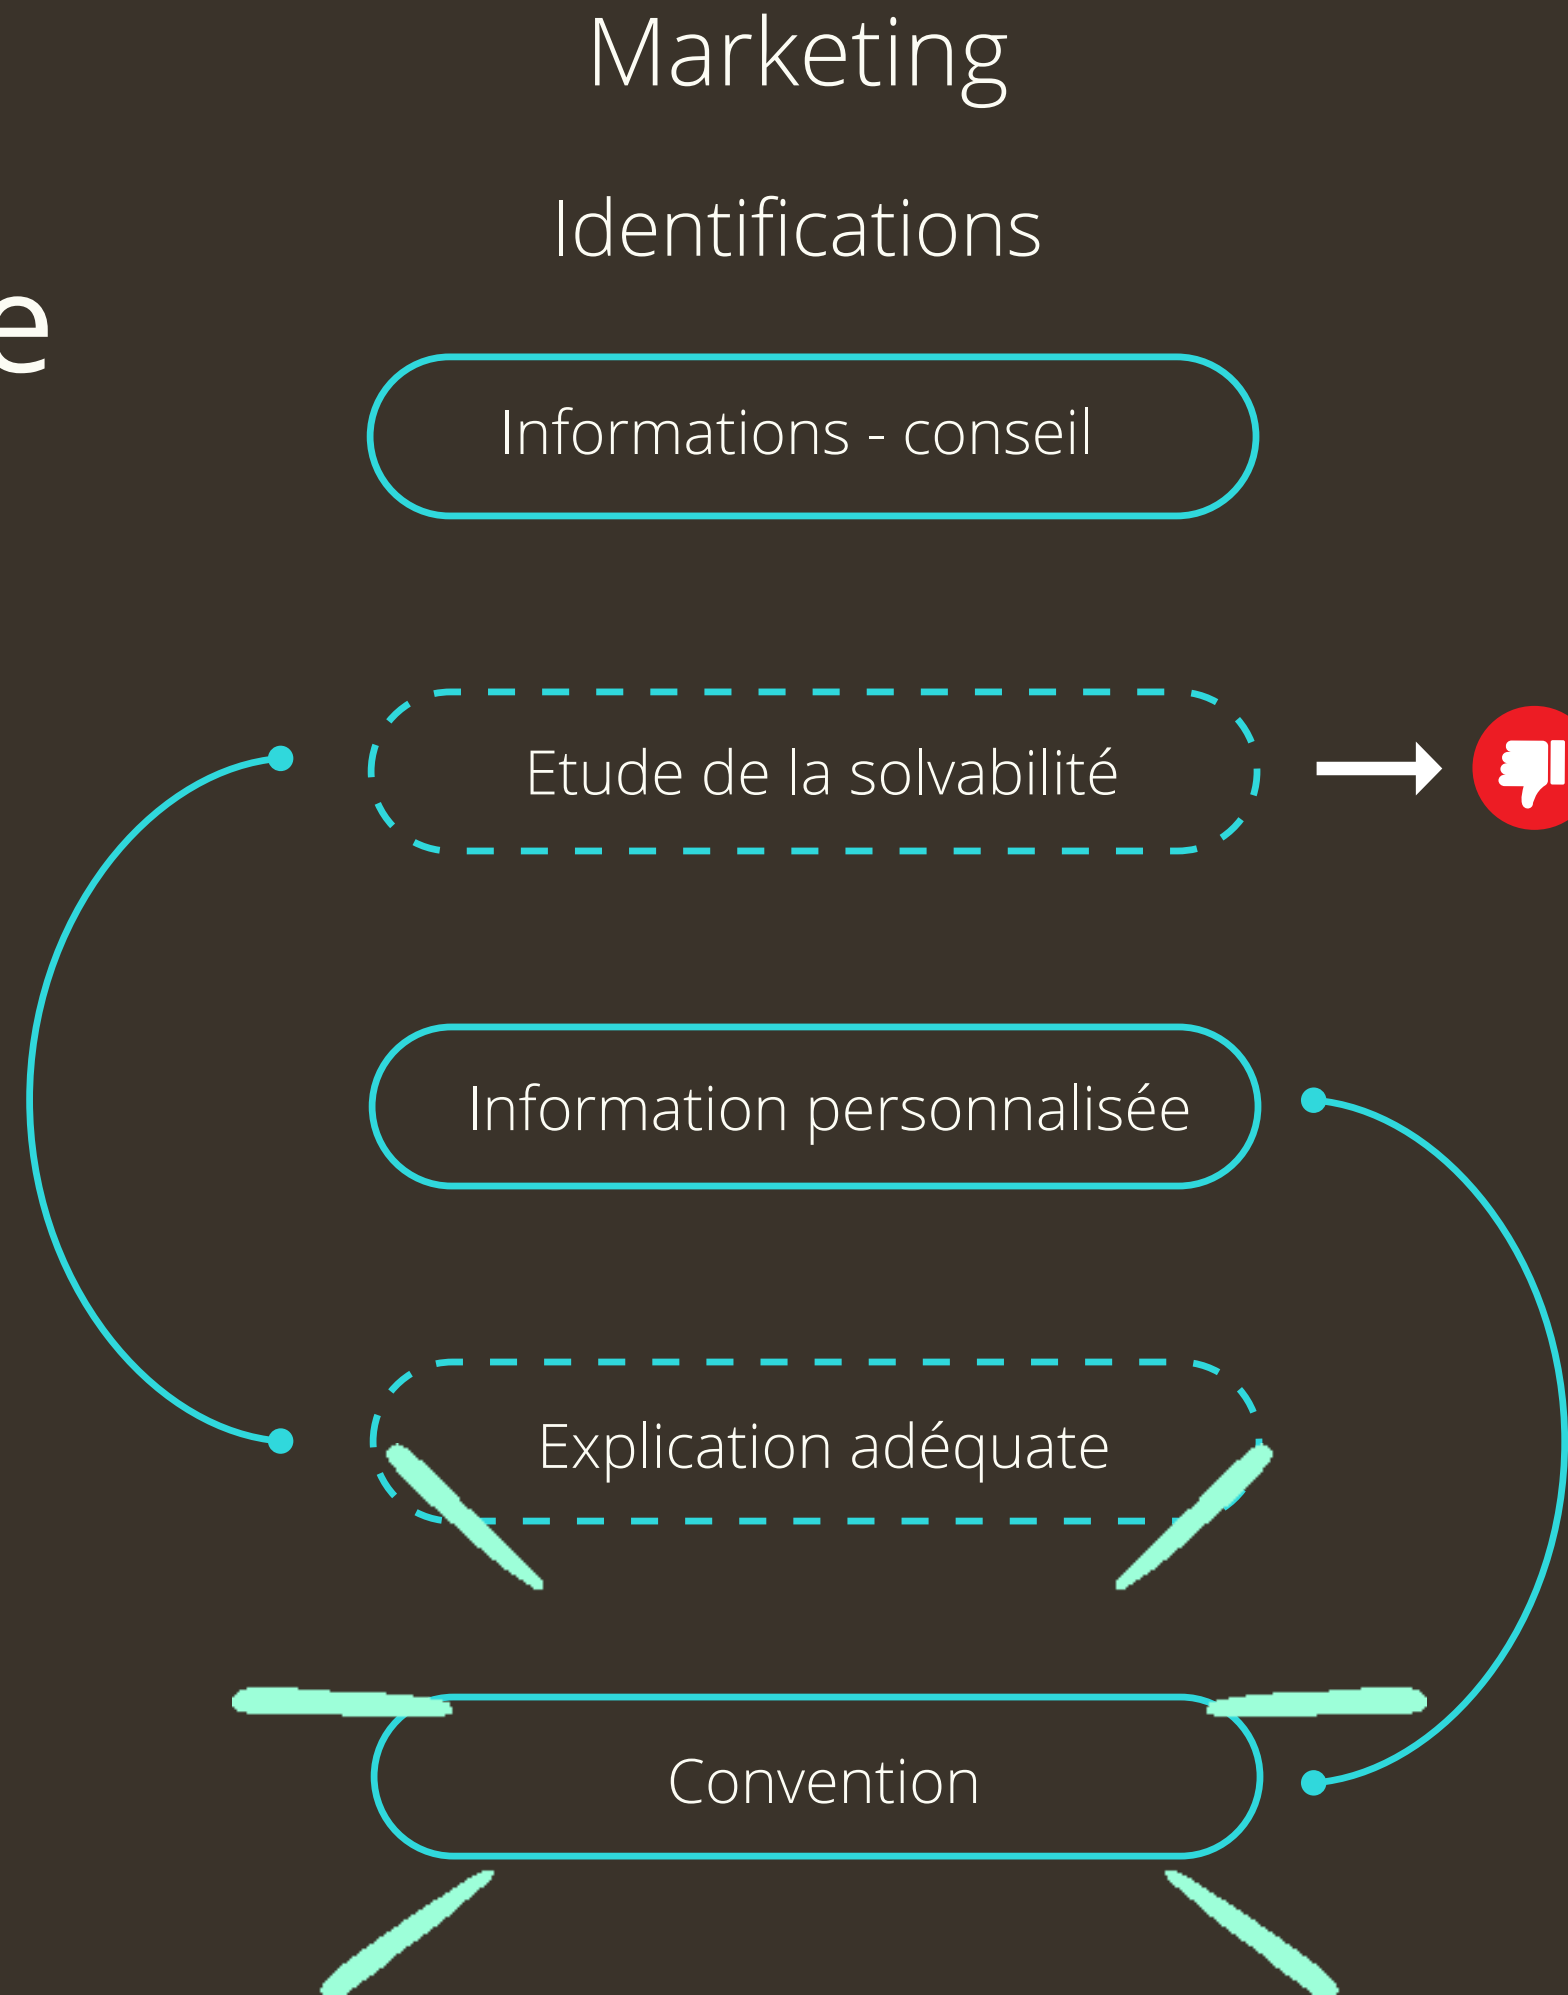 Marketing
Identifications
e
Informations - conseil
Etude de la solvabilité
Information personnalisée
Explication adéquate
Convention